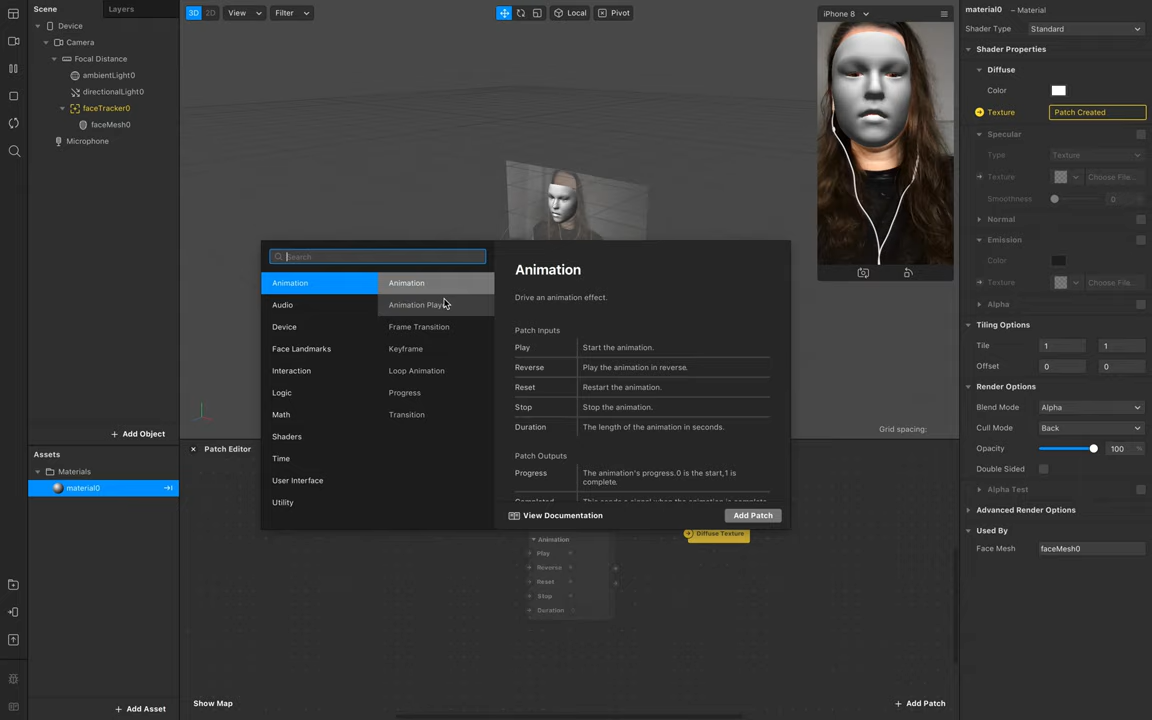 3D 2D View Filter Local Pivot
Scene Layers
Device
Camera
Focal Distance
ambientLight0
directionalLight0
faceTracker0
faceMesh0
Microphone
Add Object
Assets
Materials
material0
Add Asset
iPhone 8
Grid spacing:
Search
Animation
Audio
Device
Face Landmarks
Interaction
Logic
Math
Shaders
Time
User Interface
Utility
Animation
Animation Play
Frame Transition
Keyframe
Loop Animation
Progress
Transition
Animation
Drive an animation effect.
Patch Inputs
Play Start the animation.
Reverse Play the animation in reverse.
Reset Restart the animation.
Stop Stop the animation.
Duration The length of the animation in seconds.
Patch Outputs
Progress The animation's progress.0 is the start,1 is
complete.
View Documentation Add Patch
Patch Editor
Animation
Play
Reverse
Reset
Stop
Duration
Diffuse Texture
Show Map
Add Patch
material0 – Material
Shader Type Standard
Shader Properties
Diffuse
Color
Texture Patch Created
Specular
Type Texture
Texture Choose File...
Smoothness 0
Normal
Emission
Color
Texture Choose File...
Alpha
Tiling Options
Tile 1 1
Offset 0 0
Render Options
Blend Mode Alpha
Cull Mode Back
Opacity 100
Double Sided
Alpha Test
Advanced Render Options
Used By
Face Mesh faceMesh0